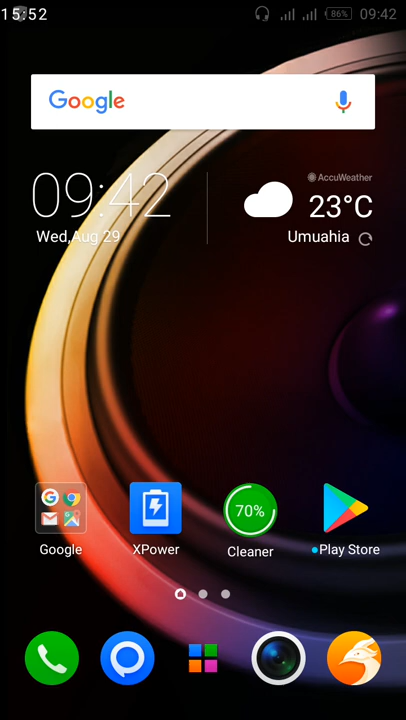 15:52 86% 09:42
Google
09:42
Wed,Aug 29
AccuWeather
23°C
Umuahia
70%
Google XPower Cleaner Play Store